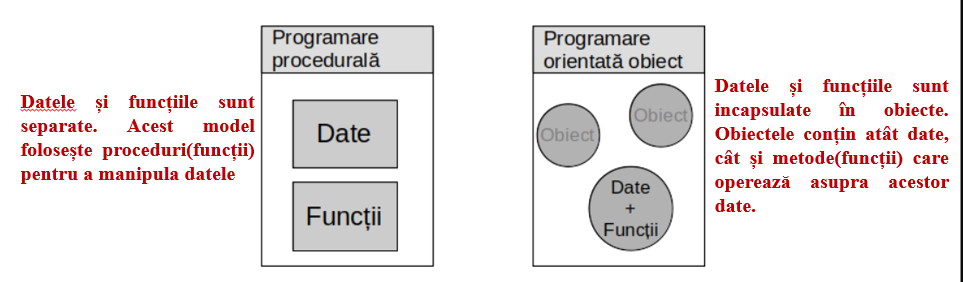 Datele și funcțiile sunt
separate. Acest model
folosește proceduri(funcții)
pentru a manipula datele
Programare
procedurală
Date
Funcții
Programare
orientată obiect
Obiect
Obiect
Date
+
Funcții
Datele și funcțiile sunt
incapsulate în obiecte.
Obiectele conțin atât date,
cât și metode(funcții) care
operează asupra acestor
date.